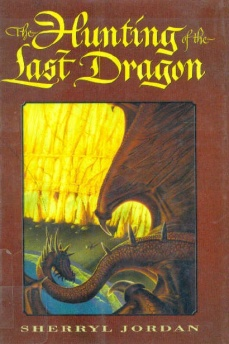 The Hunting of the
Last Dragon
SHERRYL JORDAN